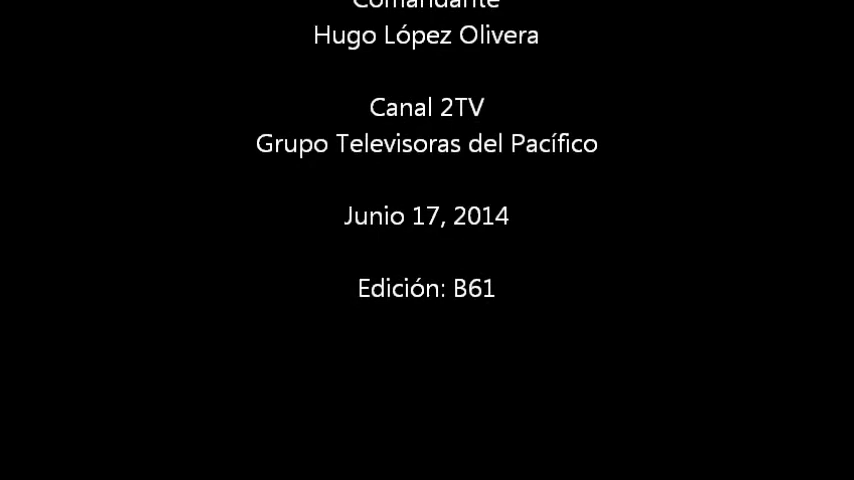 Comandante
Hugo López Olivera
Canal 2TV
Grupo Televisoras del Pacífico
Junio 17, 2014
Edición: B61